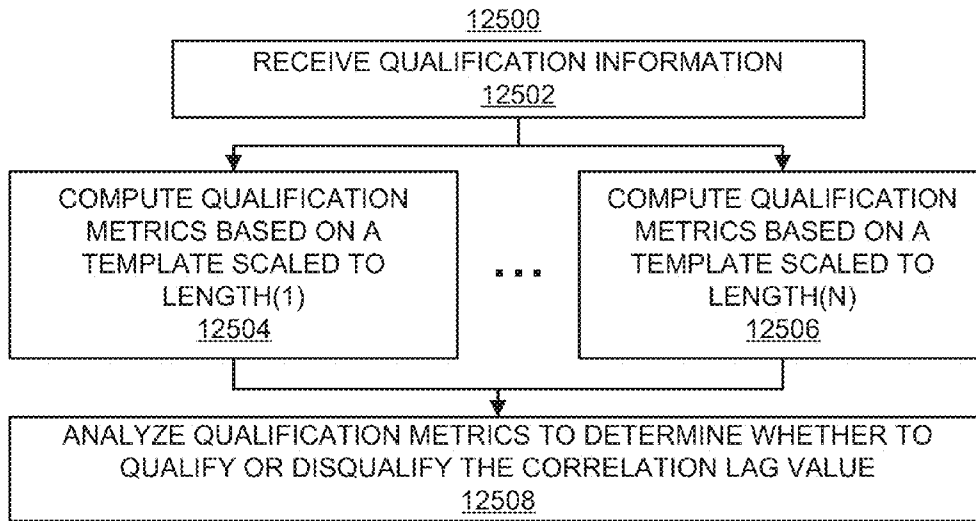 12500
RECEIVE QUALIFICATION INFORMATION
12502
COMPUTE QUALIFICATION
METRICS BASED ON A
TEMPLATE SCALED TO
LENGTH(1)
12504
...
COMPUTE QUALIFICATION
METRICS BASED ON A
TEMPLATE SCALED TO
LENGTH(N)
12506
ANALYZE QUALIFICATION METRICS TO DETERMINE WHETHER TO
QUALIFY OR DISQUALIFY THE CORRELATION LAG VALUE
12508